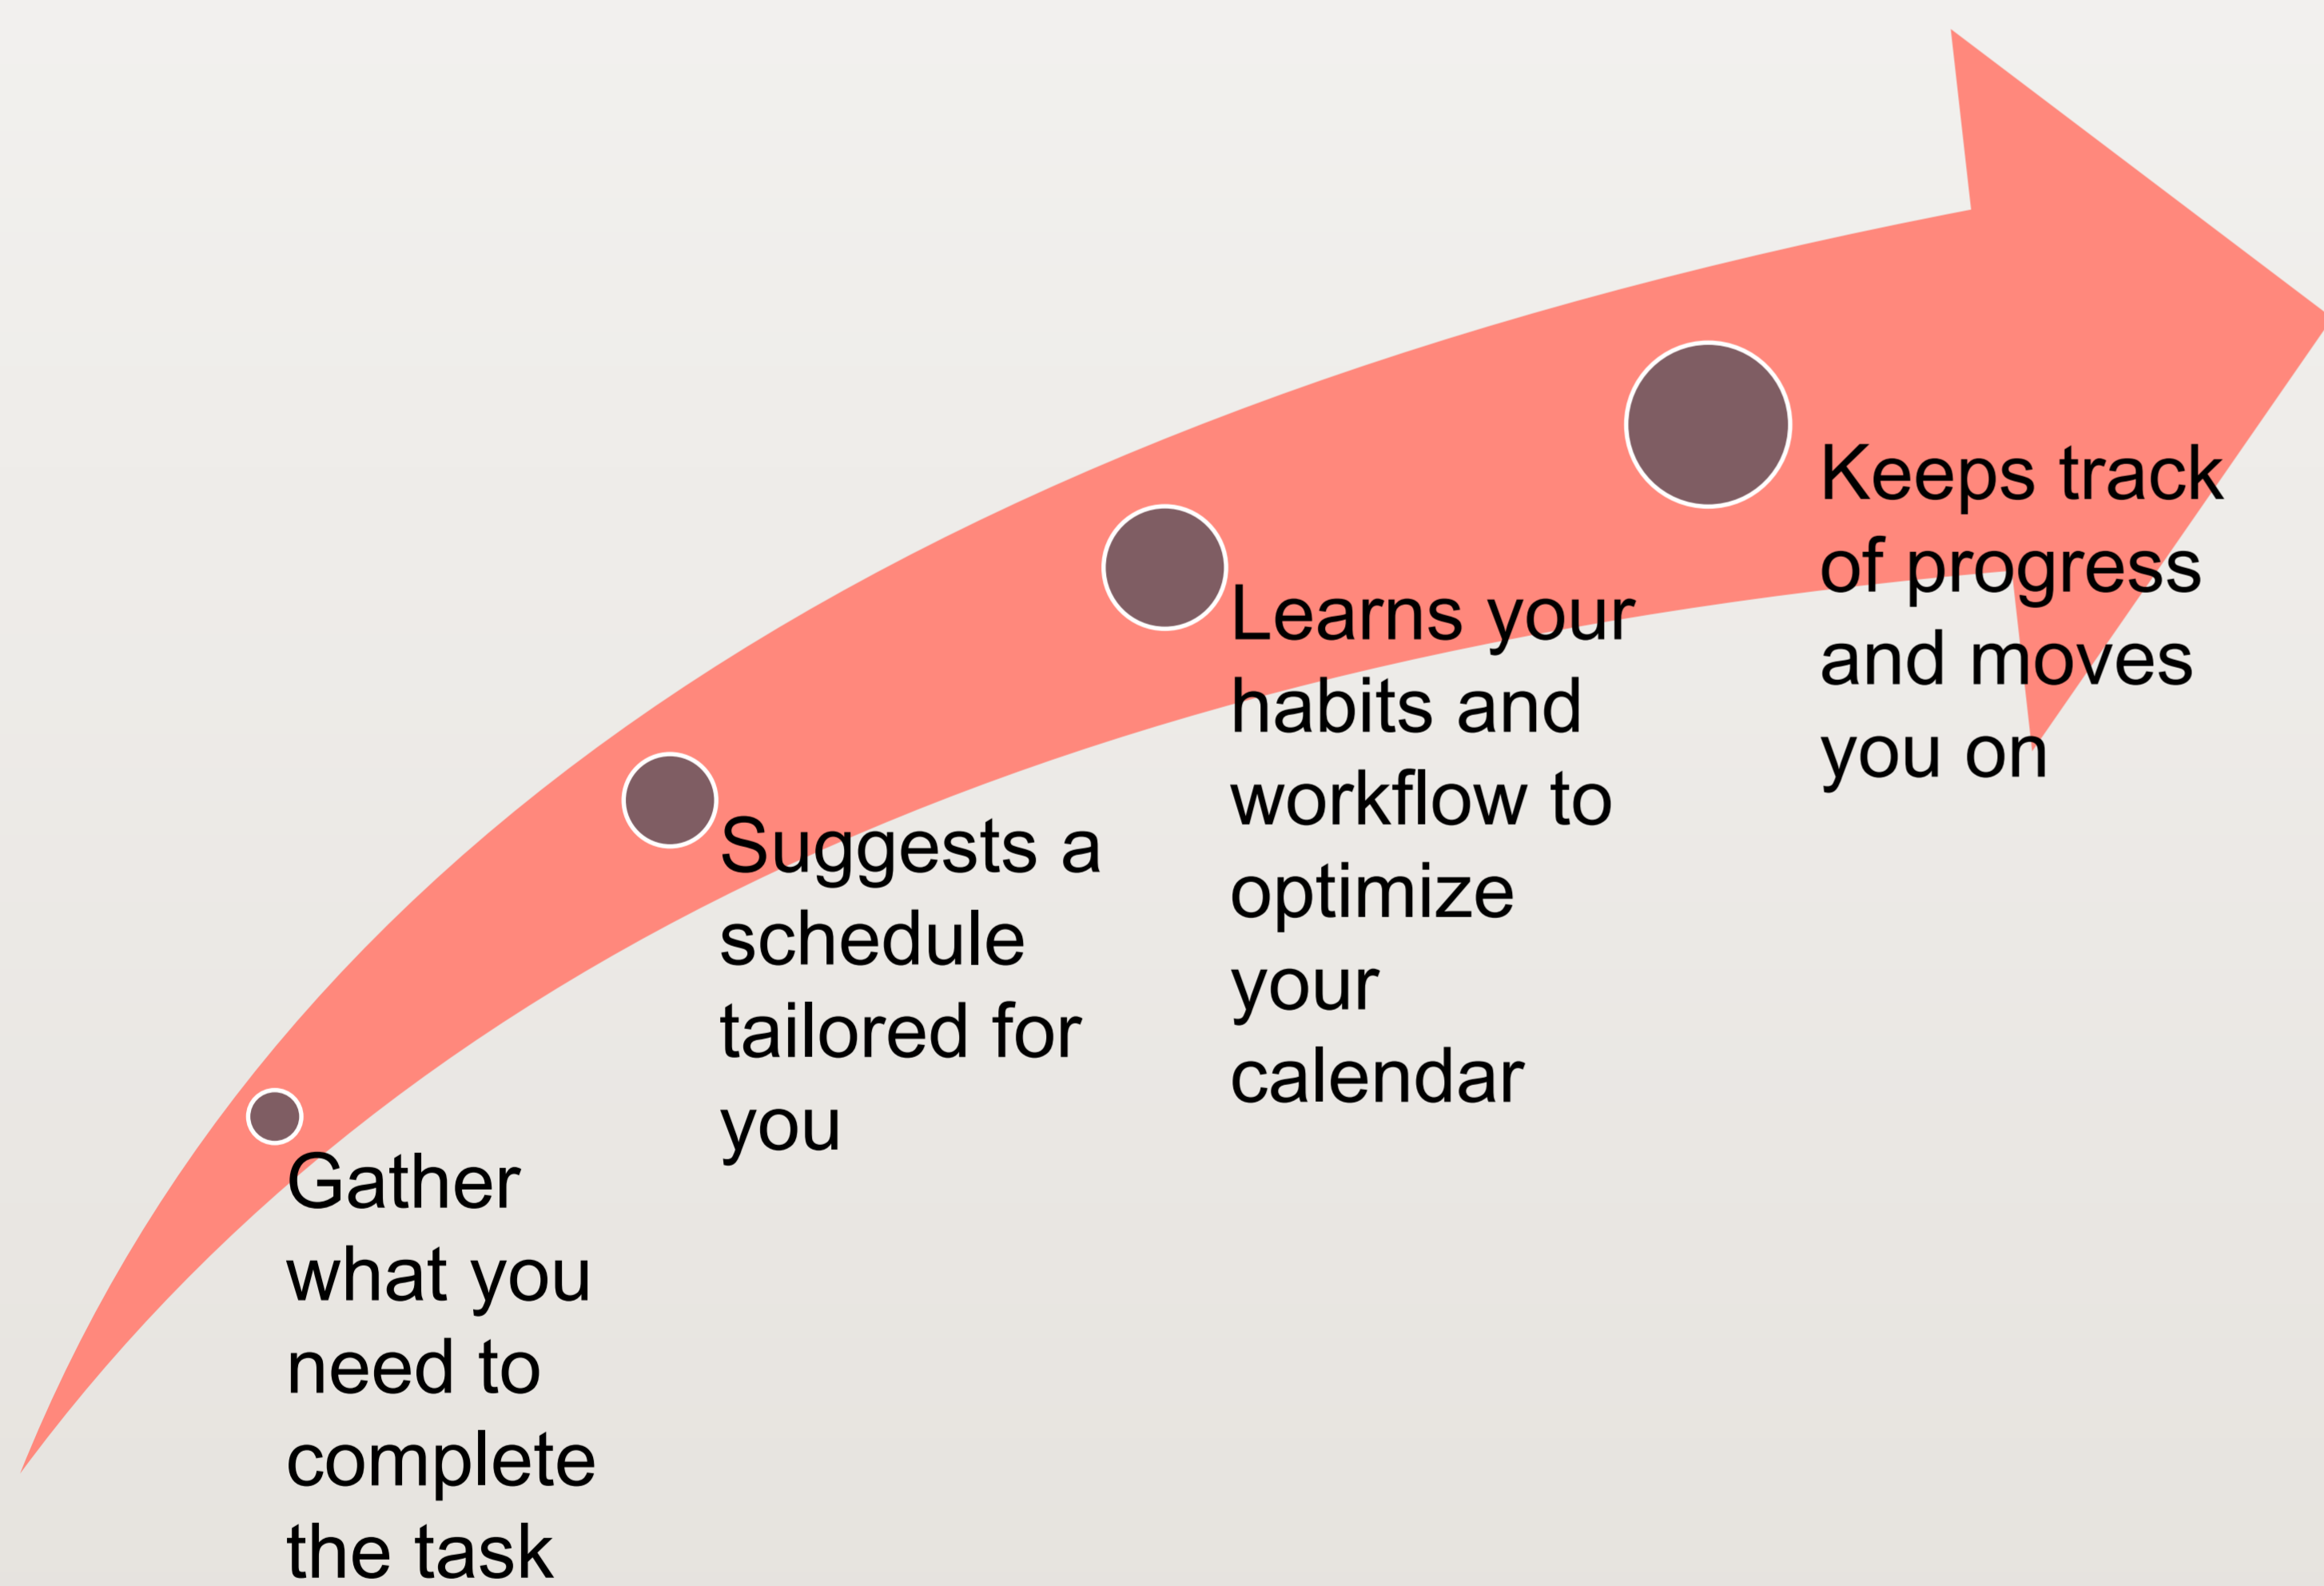 Gather
what you
need to
complete
the task
Suggests a
schedule
tailored for
you
Learns your
habits and
workflow to
optimize
your
calendar
Keeps track
of progress
and moves
you on